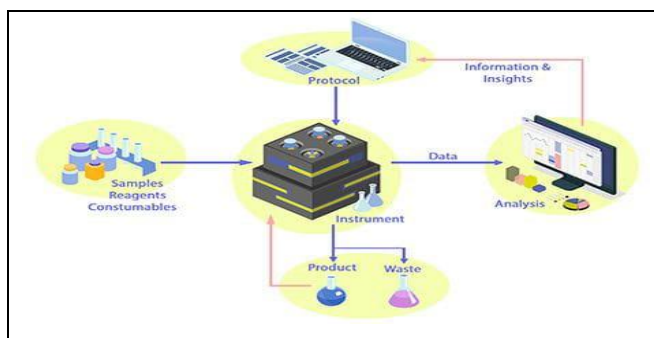 Protocol
Information &
Insights
Samples
Reagents
Constumables
Data
Instrument
Analysis
Product
Waste